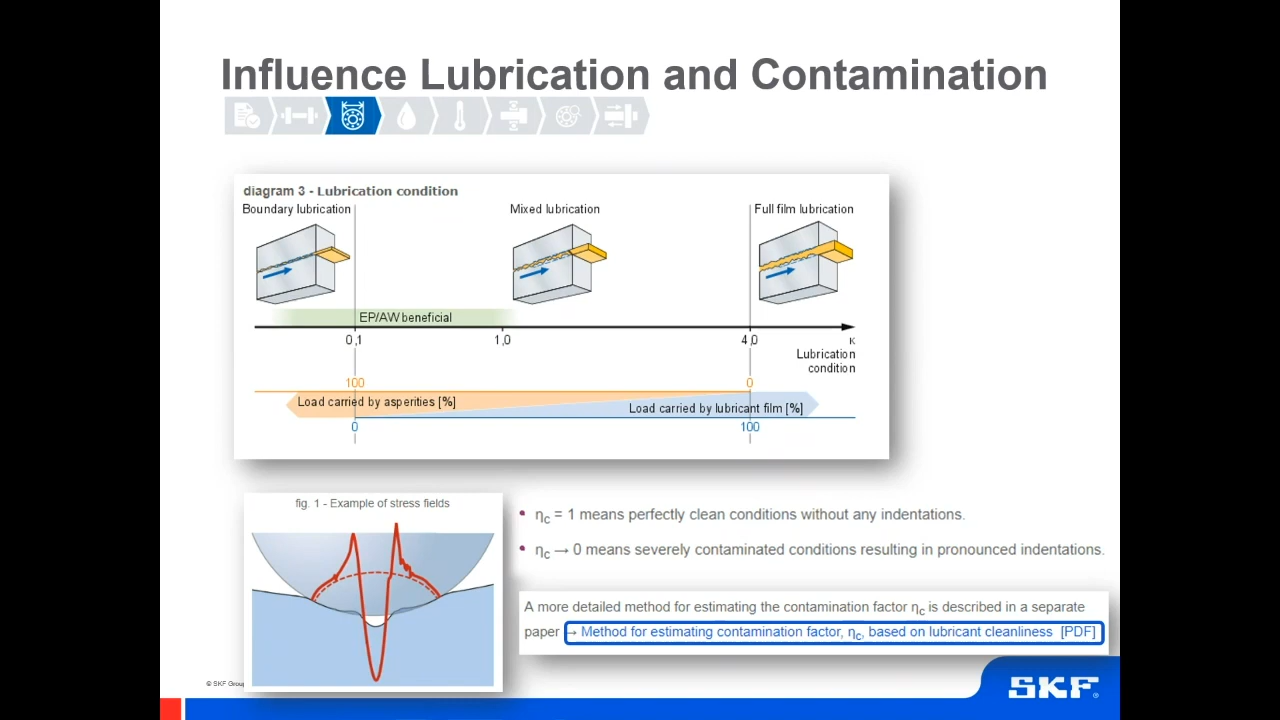 Influence Lubrication and Contamination
diagram 3 - Lubrication condition
Boundary lubrication
Mixed lubrication
Full film lubrication
EP/AW beneficial
0,1
1,0
4,0
κ
Lubrication
condition
100
0
Load carried by asperities [%]
Load carried by lubricant film [%]
0
100
fig. 1 - Example of stress fields
• ηc = 1 means perfectly clean conditions without any indentations.
• ηc → 0 means severely contaminated conditions resulting in pronounced indentations.
A more detailed method for estimating the contamination factor ηc is described in a separate
paper → Method for estimating contamination factor, ηc, based on lubricant cleanliness [PDF]
© SKF Group
SKF®